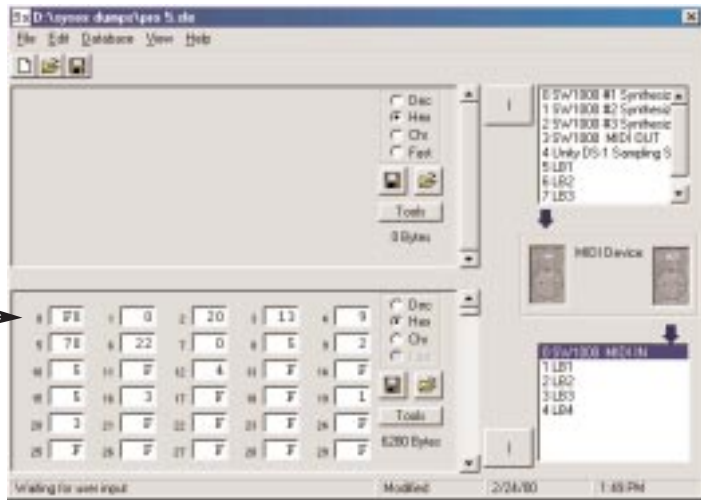 D:\sysex dumps\pro 5.dlo
File Edit Database View Help
Dec
Hex
Chr
Fast
Tools
0 Bytes
I
0 SW1000 #1 Synthesiz
1 SW1000 #2 Synthesiz
2 SW1000 #3 Synthesiz
3 SW1000 MIDI OUT
4 Unity DS-1 Sampling S
5 LB1
6 LB2
7 LB3
MIDI Device
0 1 0 2 20 3 13 4 9
5 78 6 22 7 0 8 5 9 2
10 5 11 F 12 4 13 F 14 F
15 5 16 3 17 F 18 F 19 1
20 3 21 F 22 F 23 F 24 F
25 F 26 F 27 F 28 F 29 F
Dec
Hex
Chr
Tools
6280 Bytes
I
0 SW1000 MIDI IN
1 LB1
2 LB2
3 LB3
4 LB4
Waiting for user input Modified 2/24/00 1:49 PM